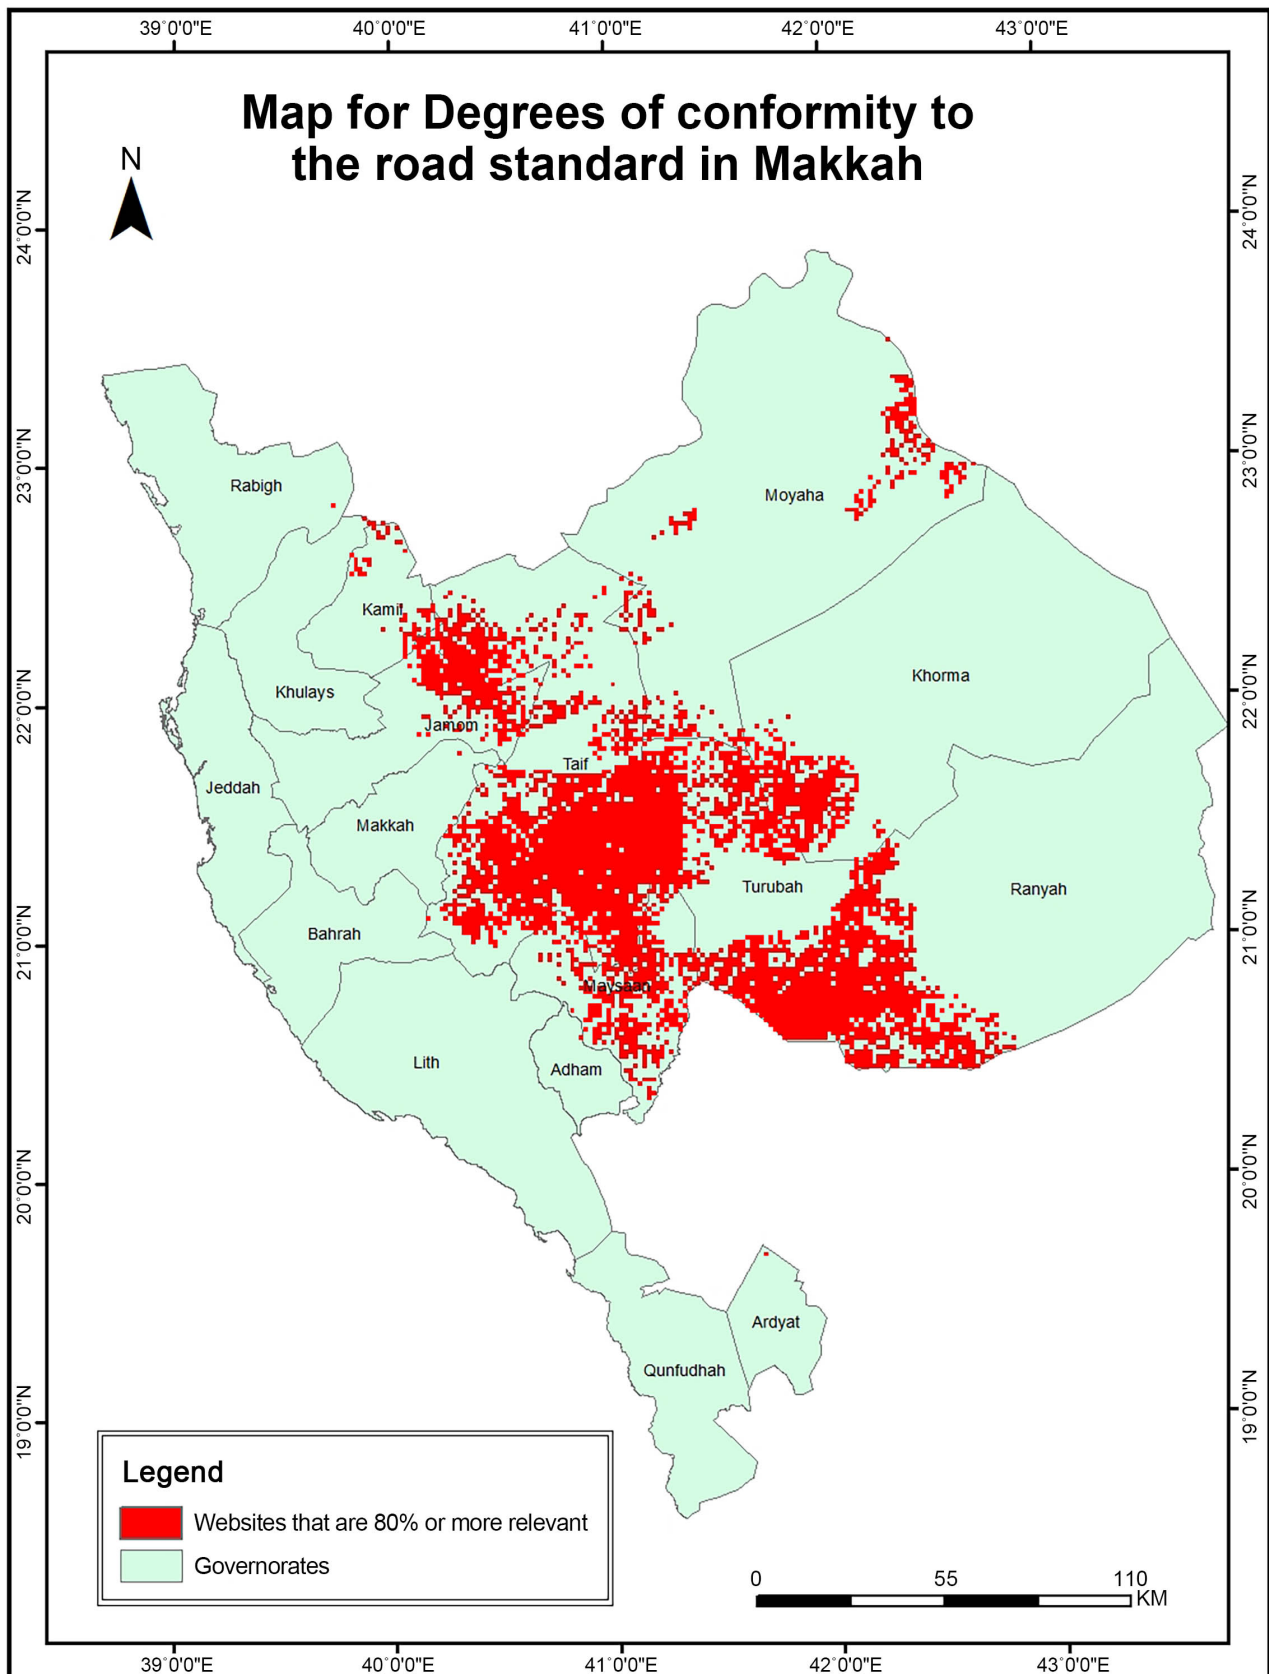 39°0'0"E 40°0'0"E 41°0'0"E 42°0'0"E 43°0'0"E
Map for Degrees of conformity to
the road standard in Makkah
N
24°0'0"N 24°0'0"N
23°0'0"N 23°0'0"N
Rabigh
Moyaha
Kamil
Khorma
Khulays
22°0'0"N 22°0'0"N
Jamom
Taif
Jeddah
Makkah
Turubah
Ranyah
Bahrah
21°0'0"N 21°0'0"N
Maysaan
Lith
Adham
20°0'0"N 20°0'0"N
Ardyat
Qunfudhah
19°0'0"N 19°0'0"N
Legend
Websites that are 80% or more relevant
Governorates
0 55 110
KM
39°0'0"E 40°0'0"E 41°0'0"E 42°0'0"E 43°0'0"E